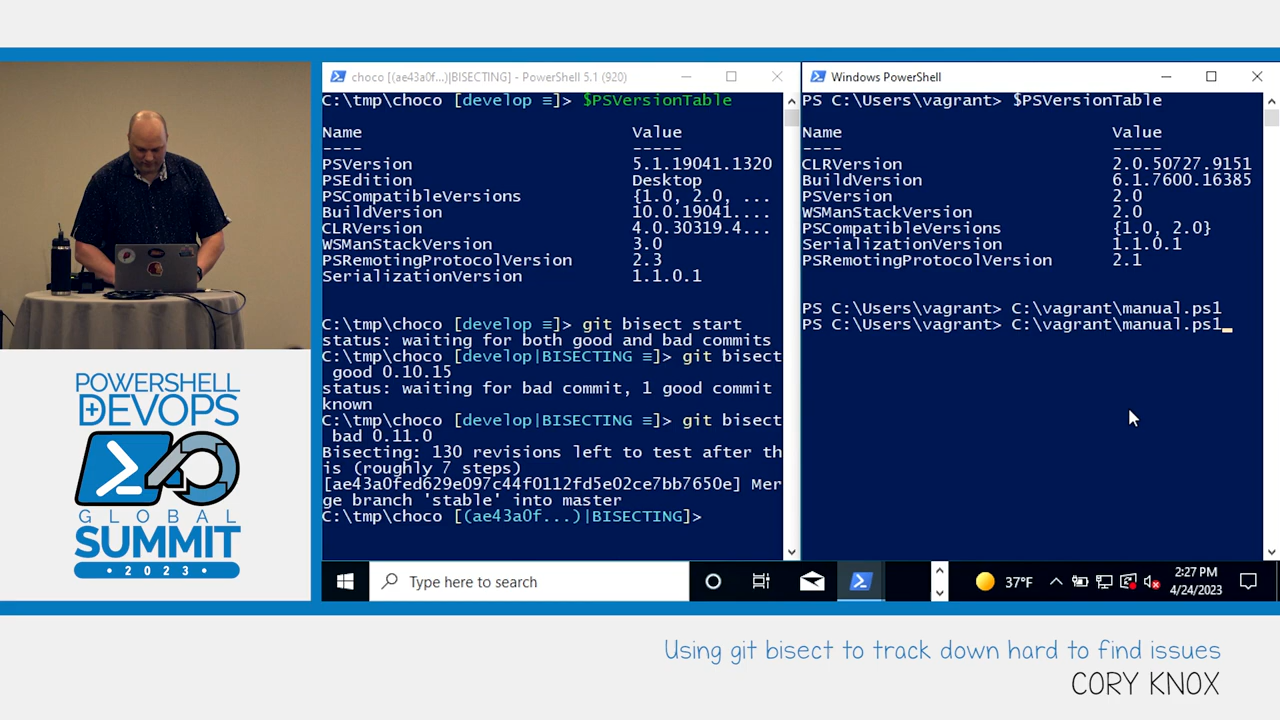 choco [(ae43a0f...)|BISECTING] - PowerShell 5.1 (920)
C:\tmp\choco [develop ≡]> $PSVersionTable
Name Value
---- -----
PSVersion 5.1.19041.1320
PSEdition Desktop
PSCompatibleVersions {1.0, 2.0, ...
BuildVersion 10.0.19041....
CLRVersion 4.0.30319.4...
WSManStackVersion 3.0
PSRemotingProtocolVersion 2.3
SerializationVersion 1.1.0.1
C:\tmp\choco [develop ≡]> git bisect start
status: waiting for both good and bad commits
C:\tmp\choco [develop|BISECTING ≡]> git bisect
good 0.10.15
status: waiting for bad commit, 1 good commit
known
C:\tmp\choco [develop|BISECTING ≡]> git bisect
bad 0.11.0
Bisecting: 130 revisions left to test after th
is (roughly 7 steps)
[ae43a0fed629e097c44f0112fd5e02ce7bb7650e] Mer
ge branch 'stable' into master
C:\tmp\choco [(ae43a0f...)|BISECTING]>
Windows PowerShell
PS C:\Users\vagrant> $PSVersionTable
Name Value
---- -----
CLRVersion 2.0.50727.9151
BuildVersion 6.1.7600.16385
PSVersion 2.0
WSManStackVersion 2.0
PSCompatibleVersions {1.0, 2.0}
SerializationVersion 1.1.0.1
PSRemotingProtocolVersion 2.1
PS C:\Users\vagrant> C:\vagrant\manual.ps1
PS C:\Users\vagrant> C:\vagrant\manual.ps1_
Type here to search
37°F
2:27 PM
4/24/2023
POWERSHELL
+DEVOPS
GLOBAL
SUMMIT
• 2023 •
Using git bisect to track down hard to find issues
CORY KNOX